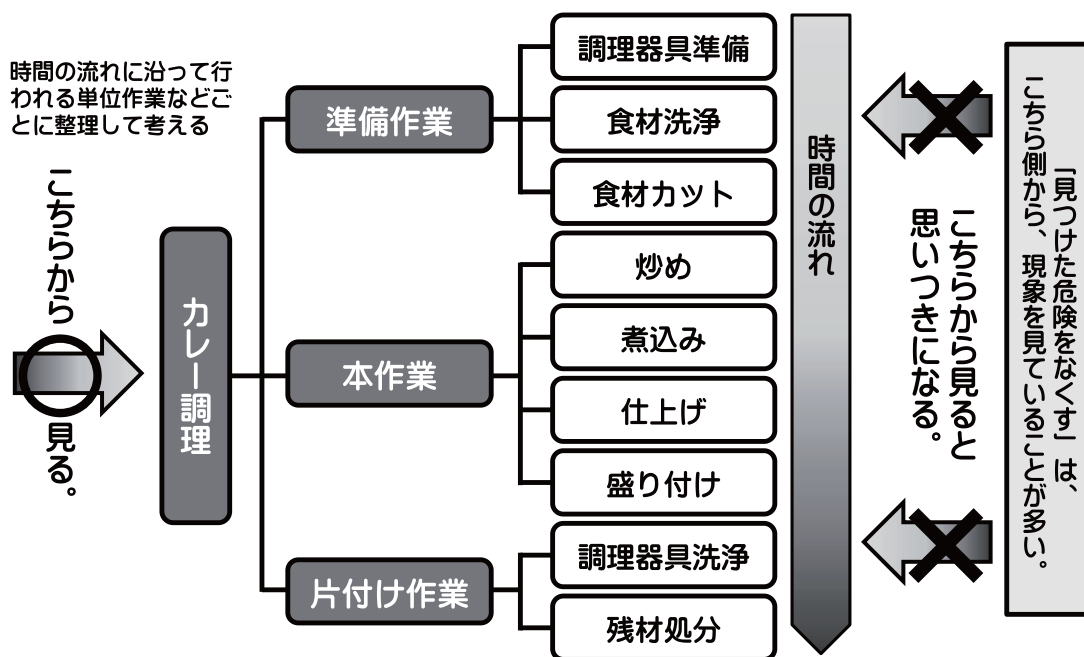 時間の流れに沿って行
われる単位作業などご
とに整理して考える
こちらから
見る。
カレー調理
準備作業
調理器具準備
食材洗浄
食材カット
本作業
炒め
煮込み
仕上げ
盛り付け
片付け作業
調理器具洗浄
残材処分
時間の流れ
こちらから見ると
思いつきになる。
「見つけた危険をなくす」は、
こちら側から、現象を見ていることが多い。